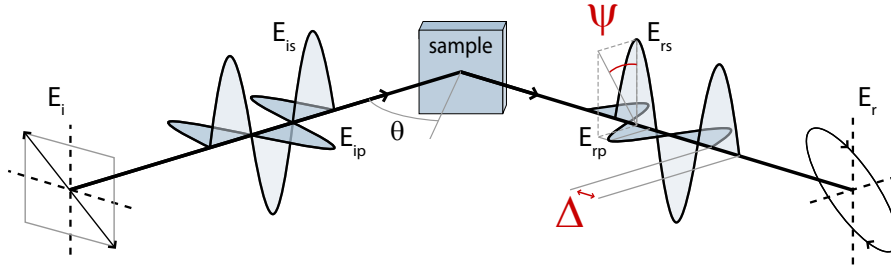 E_i
E_is
E_ip
sample
θ
ψ
E_rs
E_rp
Δ
E_r